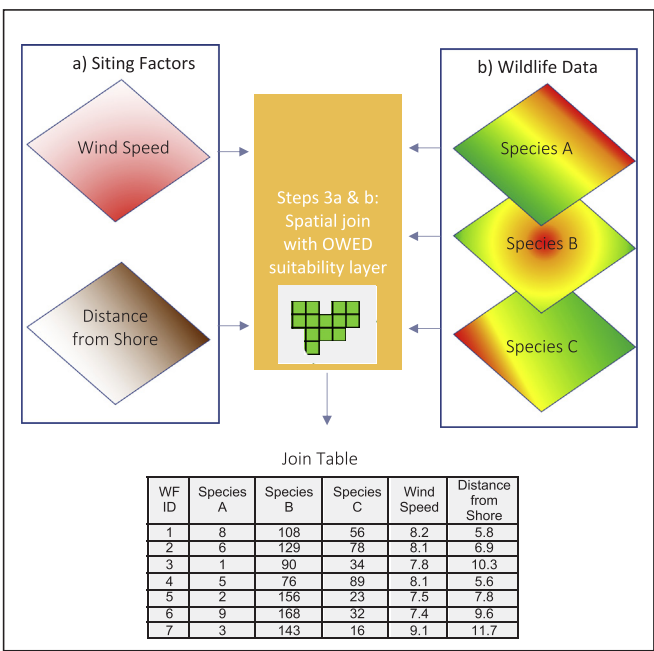 a) Siting Factors
Wind Speed
Distance
from Shore
Steps 3a & b:
Spatial join
with OWED
suitability layer
b) Wildlife Data
Species A
Species B
Species C
Join Table
WF ID Species A Species B Species C Wind Speed Distance from Shore
1 8 108 56 8.2 5.8
2 6 129 78 8.1 6.9
3 1 90 34 7.8 10.3
4 5 76 89 8.1 5.6
5 2 156 23 7.5 7.8
6 9 168 32 7.4 9.6
7 3 143 16 9.1 11.7